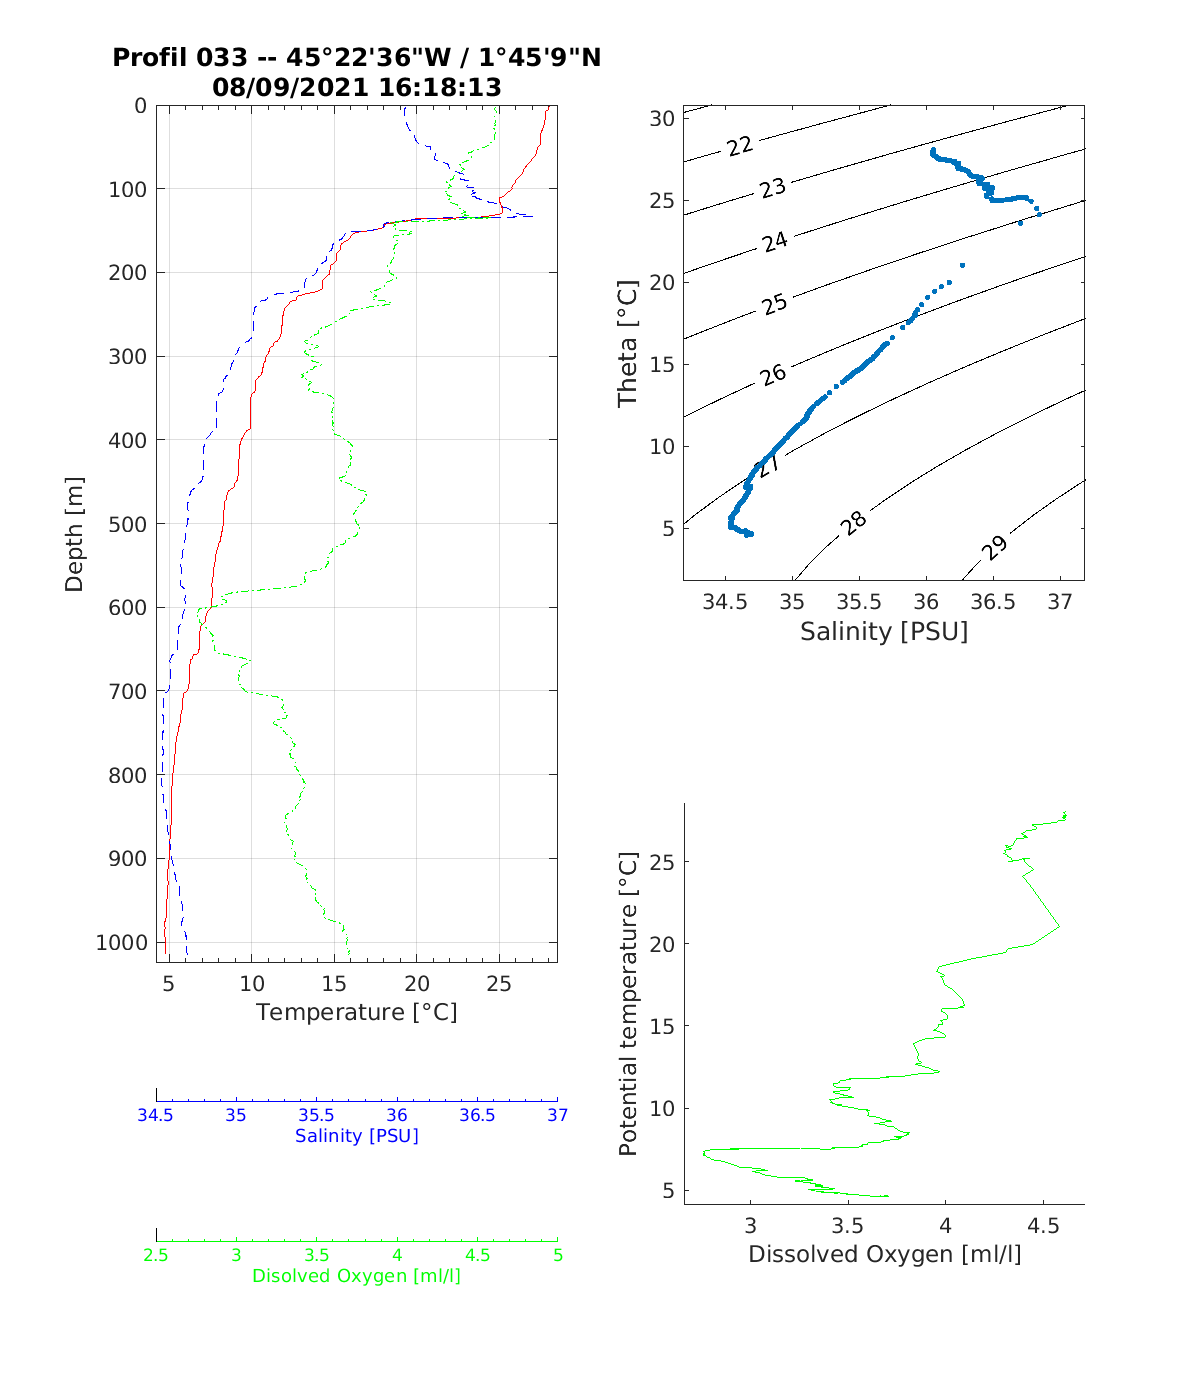 Profil 033 -- 45°22'36"W / 1°45'9"N
08/09/2021 16:18:13
0
100
200
300
400
500
600
700
800
900
1000
Depth [m]
5 10 15 20 25
Temperature [°C]
34.5 35 35.5 36 36.5 37
Salinity [PSU]
2.5 3 3.5 4 4.5 5
Disolved Oxygen [ml/l]
30
25
20
15
10
5
Theta [°C]
22
23
24
25
26
27
28
29
34.5 35 35.5 36 36.5 37
Salinity [PSU]
25
20
15
10
5
Potential temperature [°C]
3 3.5 4 4.5
Dissolved Oxygen [ml/l]